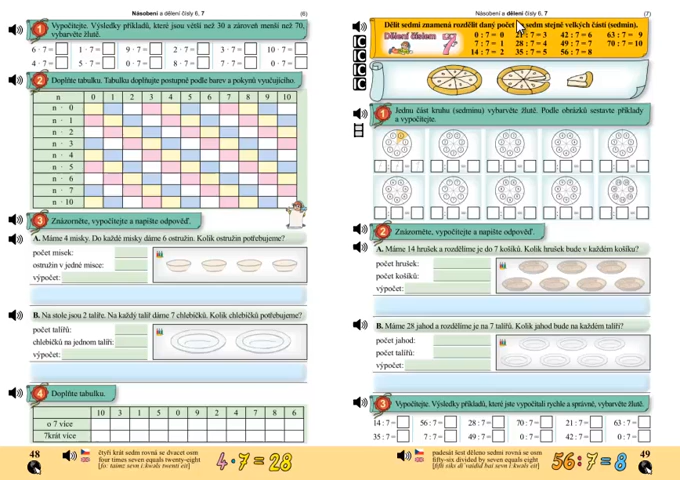 Násobení a dělení čísly 6, 7
(6)
1 Vypočítejte. Výsledky příkladů, které jsou větší než 30 a zároveň menší než 70,
vybarvěte žlutě.
6 · 7 = 1 · 7 = 9 · 7 = 2 · 7 = 3 · 7 = 7 · 7 =
4 · 7 = 5 · 7 = 0 · 7 = 8 · 7 =
2 Doplňte tabulku. Tabulku doplňujte postupně podle barev a pokynů vyučujícího.
n 0 1 2 3 4 5 6 7 8 9 10
n · 0
n · 1
n · 2
n · 3
n · 4
n · 5
n · 6
n · 7
n · 8
n · 9
n · 10
3 Znázorněte, vypočítejte a napište odpověď.
A. Máme 4 misky. Do každé misky dáme 6 ostružin. Kolik ostružin potřebujeme?
počet misek:
ostružin v jedné misce:
výpočet:
B. Na stole jsou 2 talíře. Na každý talíř dáme 7 chlebíčků. Kolik chlebíčků potřebujeme?
počet talířů:
chlebíčků na jednom talíři:
výpočet:
4 Doplňte tabulku.
10 3 1 5 0 9 2 4 7 8 6
o 7 více
7krát více
48
čtyři krát sedm rovná se dvacet osm
four times seven equals twenty-eight
4 · 7 = 28
Násobení a dělení čísly 6, 7
(7)
Dělit sedmi znamená rozdělit daný počet na sedm stejně velkých částí (sedmin).
Dělení číslem 7
0 : 7 = 0 21 : 7 = 3 42 : 7 = 6 63 : 7 = 9
7 : 7 = 1 28 : 7 = 4 49 : 7 = 7 70 : 7 = 10
14 : 7 = 2 35 : 7 = 5 56 : 7 = 8
1 Jednu část kruhu (sedminu) vybarvěte žlutě. Podle obrázků sestavte příklady
a vypočítejte.
2 Znázorněte, vypočítejte a napište odpověď.
A. Máme 14 hrušek a rozdělíme je do 7 košíků. Kolik hrušek bude v každém košíku?
počet hrušek:
počet košíků:
výpočet:
B. Máme 28 jahod a rozdělíme je na 7 talířů. Kolik jahod bude na každém talíři?
počet jahod:
počet talířů:
výpočet:
3 Vypočítejte. Výsledky příkladů, které jste vypočítali rychle a správně, vybarvěte žlutě.
14 : 7 = 56 : 7 = 28 : 7 = 70 : 7 = 21 : 7 = 63 : 7 =
35 : 7 = 7 : 7 = 49 : 7 = 0 : 7 = 42 : 7 = 0 : 7 =
padesát šest děleno sedmi rovná se osm
fifty-six divided by seven equals eight
56 : 7 = 8
49